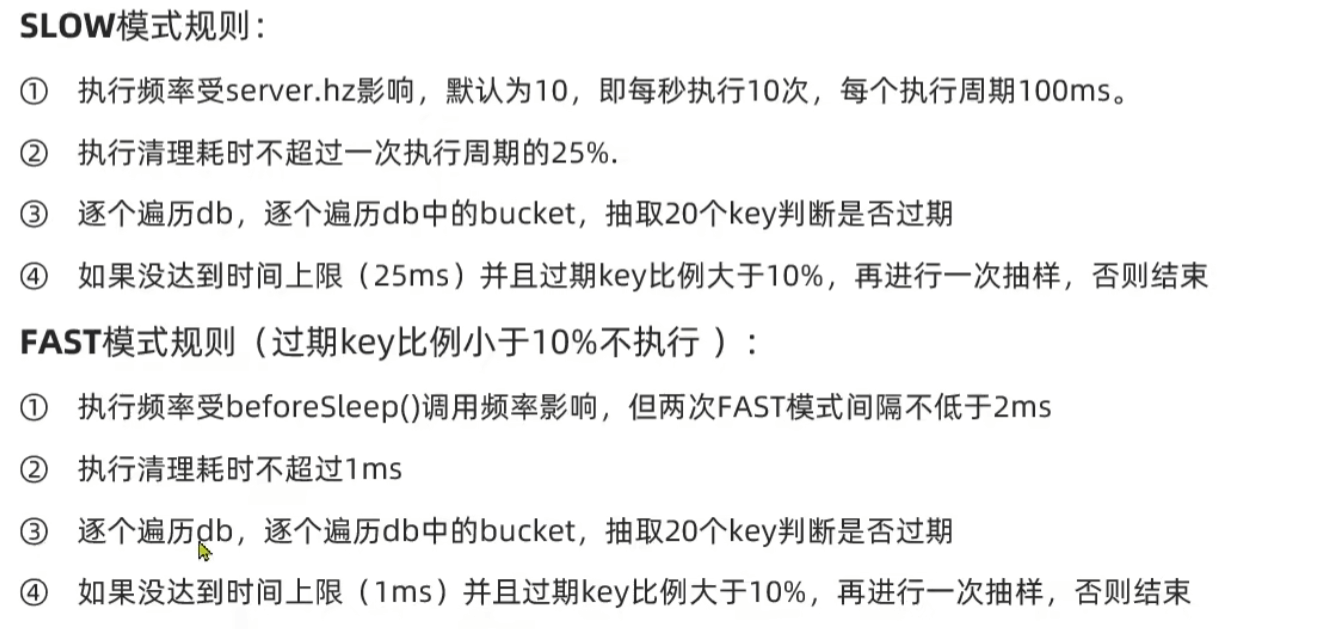 SLOW模式规则：
① 执行频率受server.hz影响，默认为10，即每秒执行10次，每个执行周期100ms。
② 执行清理耗时不超过一次执行周期的25%.
③ 逐个遍历db，逐个遍历db中的bucket，抽取20个key判断是否过期
④ 如果没达到时间上限（25ms）并且过期key比例大于10%，再进行一次抽样，否则结束
FAST模式规则（过期key比例小于10%不执行 ）：
① 执行频率受beforeSleep()调用频率影响，但两次FAST模式间隔不低于2ms
② 执行清理耗时不超过1ms
③ 逐个遍历db，逐个遍历db中的bucket，抽取20个key判断是否过期
④ 如果没达到时间上限（1ms）并且过期key比例大于10%，再进行一次抽样，否则结束